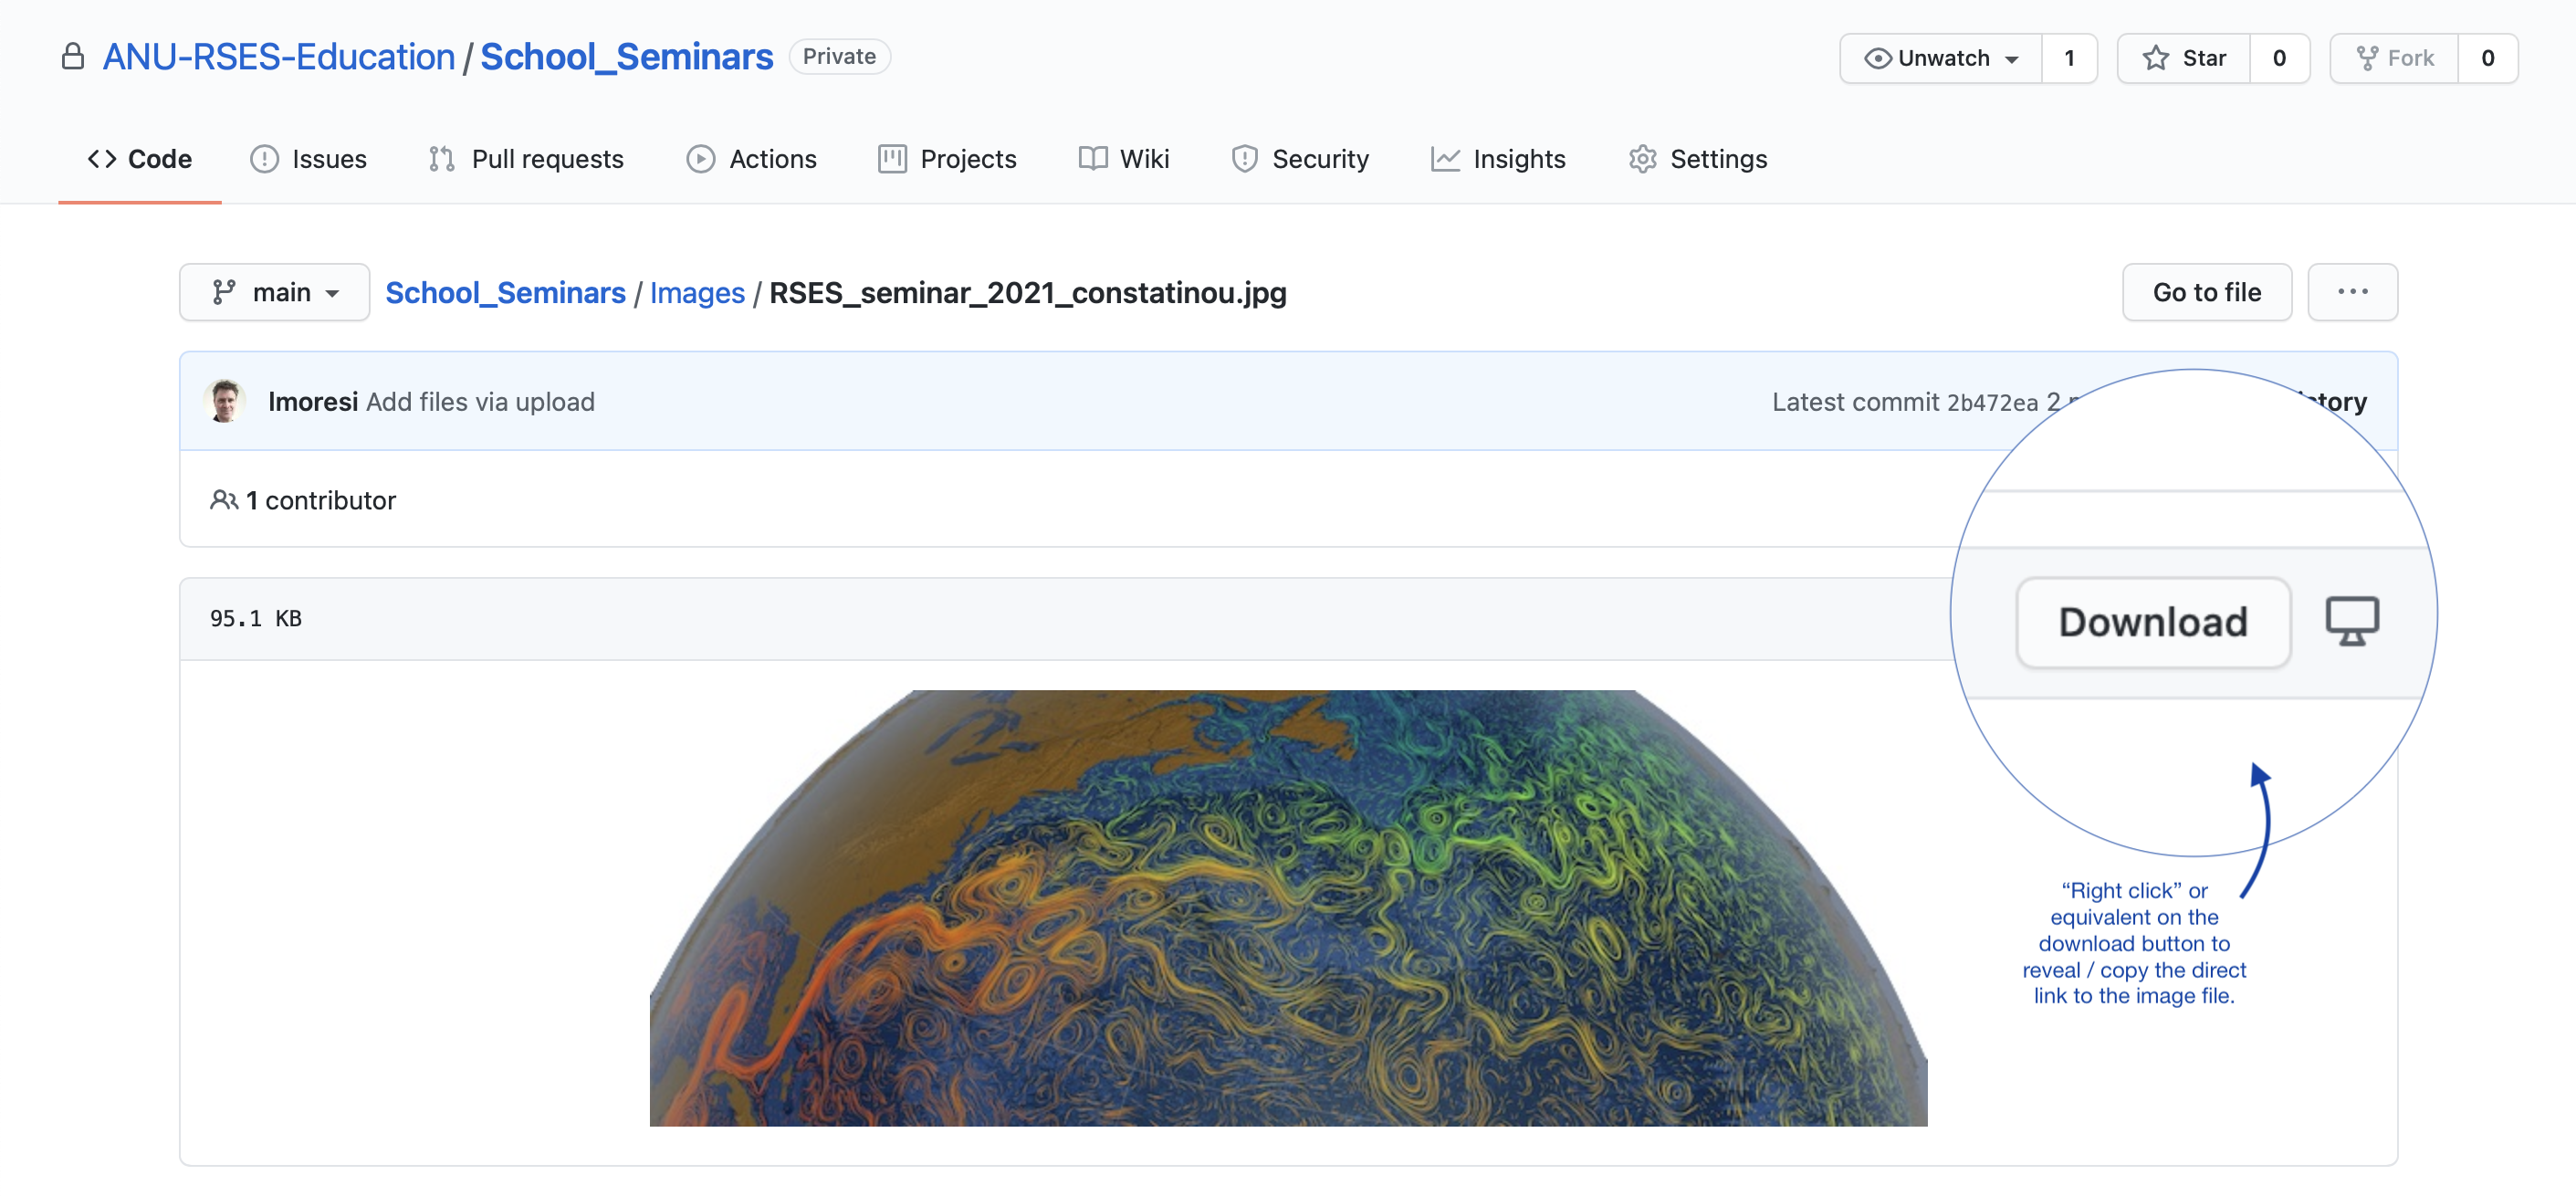 ANU-RSES-Education / School_Seminars Private Unwatch 1 Star 0 Fork 0
Code Issues Pull requests Actions Projects Wiki Security Insights Settings
main School_Seminars / Images / RSES_seminar_2021_constatinou.jpg Go to file ...
lmoresi Add files via upload Latest commit 2b472ea 2
1 contributor
95.1 KB Download
“Right click” or
equivalent on the
download button to
reveal / copy the direct
link to the image file.